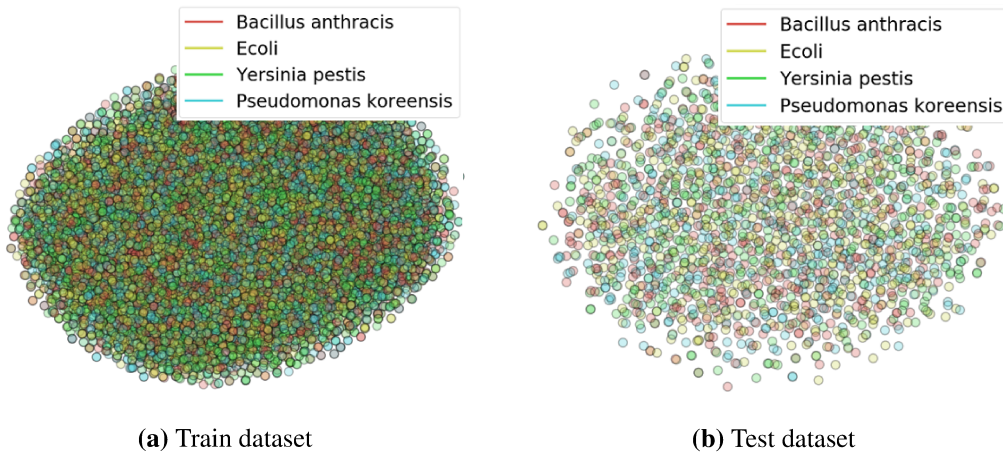 Bacillus anthracis
Ecoli
Yersinia pestis
Pseudomonas koreensis
Bacillus anthracis
Ecoli
Yersinia pestis
Pseudomonas koreensis
(a) Train dataset
(b) Test dataset